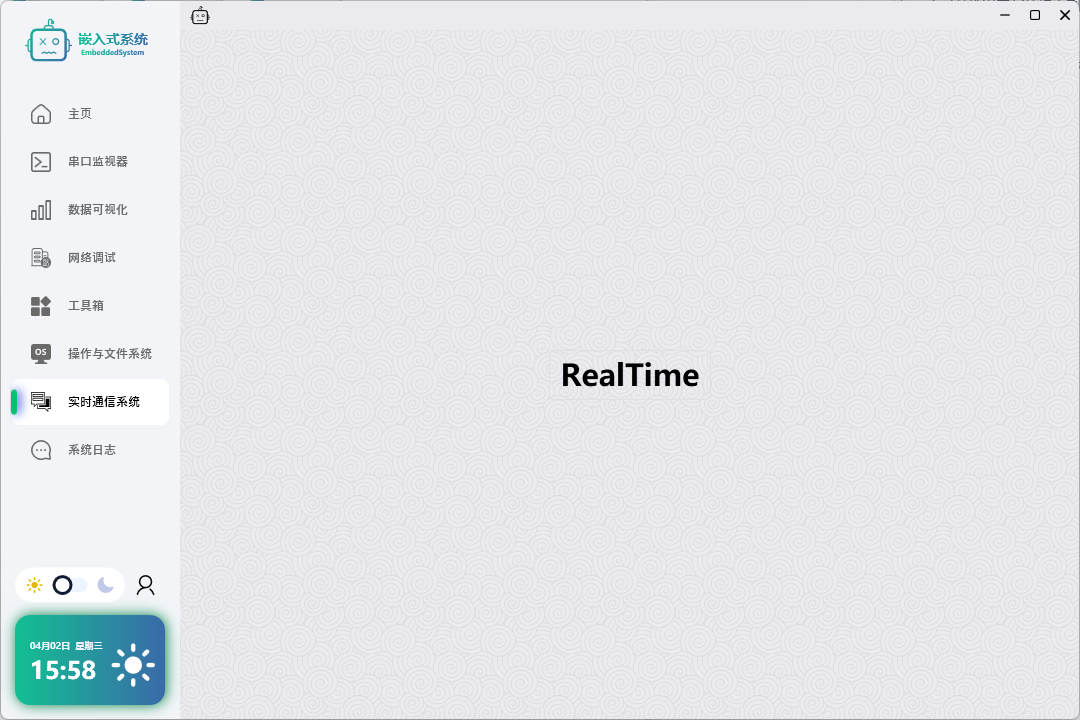 嵌入式系统
EmbeddedSystem
主页
串口监视器
数据可视化
网络调试
工具箱
OS
操作与文件系统
实时通信系统
系统日志
RealTime
04月02日 星期三
15:58